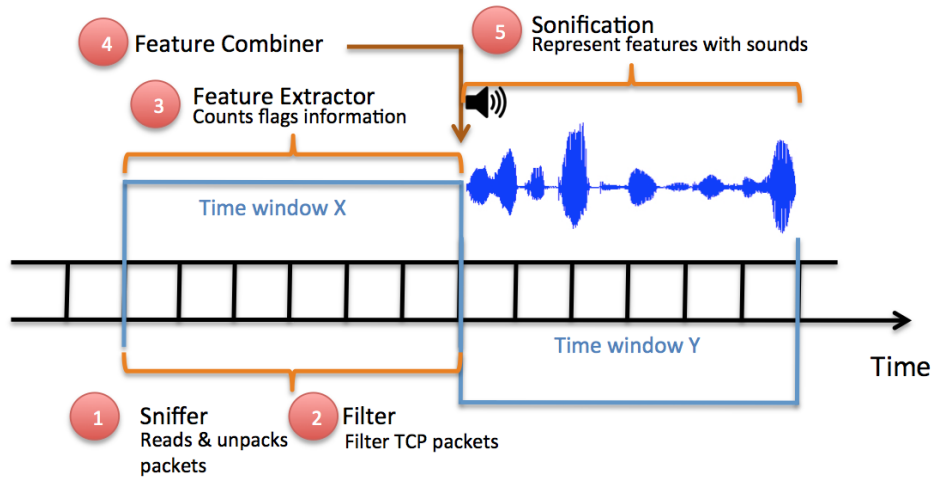 4 Feature Combiner
5 Sonification
Represent features with sounds
3 Feature Extractor
Counts flags information
Time window X
Time window Y
Time
1 Sniffer
Reads & unpacks
packets
2 Filter
Filter TCP packets